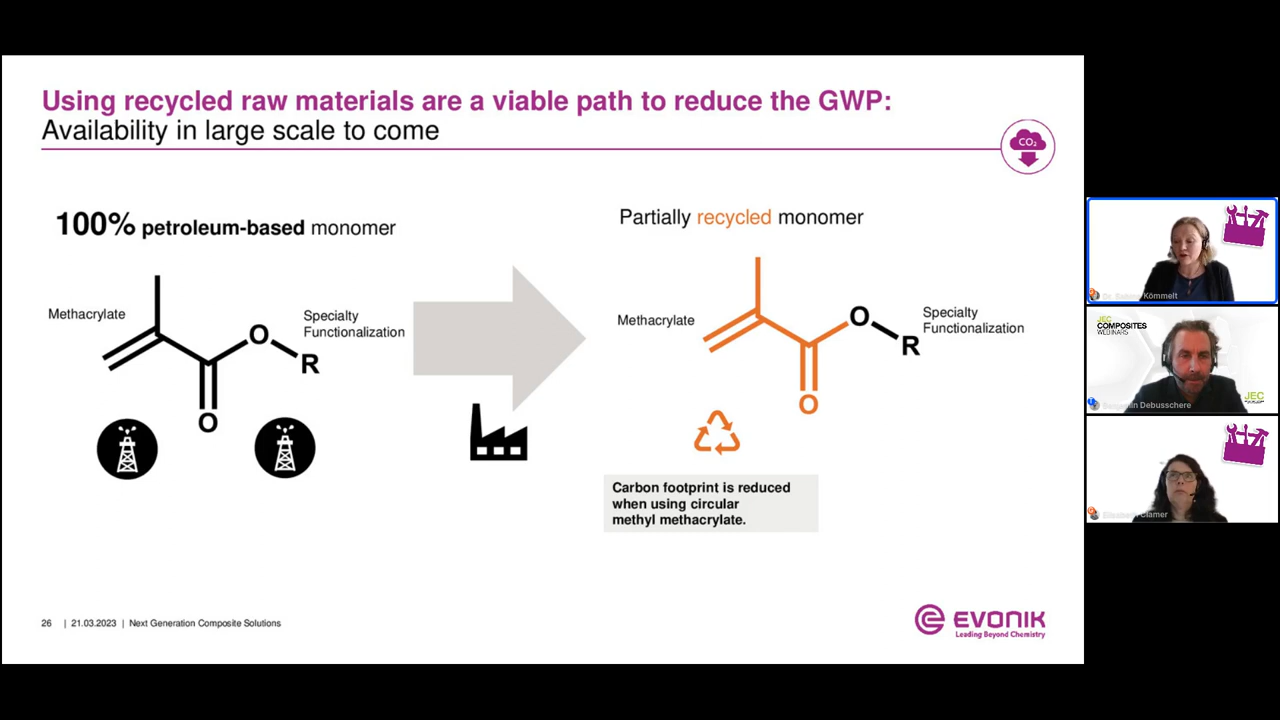 Using recycled raw materials are a viable path to reduce the GWP:
Availability in large scale to come
CO₂
100% petroleum-based monomer
Methacrylate
Specialty
Functionalization
O
R
O
Partially recycled monomer
Methacrylate
Specialty
Functionalization
O
R
O
Carbon footprint is reduced
when using circular
methyl methacrylate.
26 | 21.03.2023 | Next Generation Composite Solutions
EVONIK
Leading Beyond Chemistry
Kömmelt
JEC
COMPOSITES
WEBINARS
JEC
Debusschere